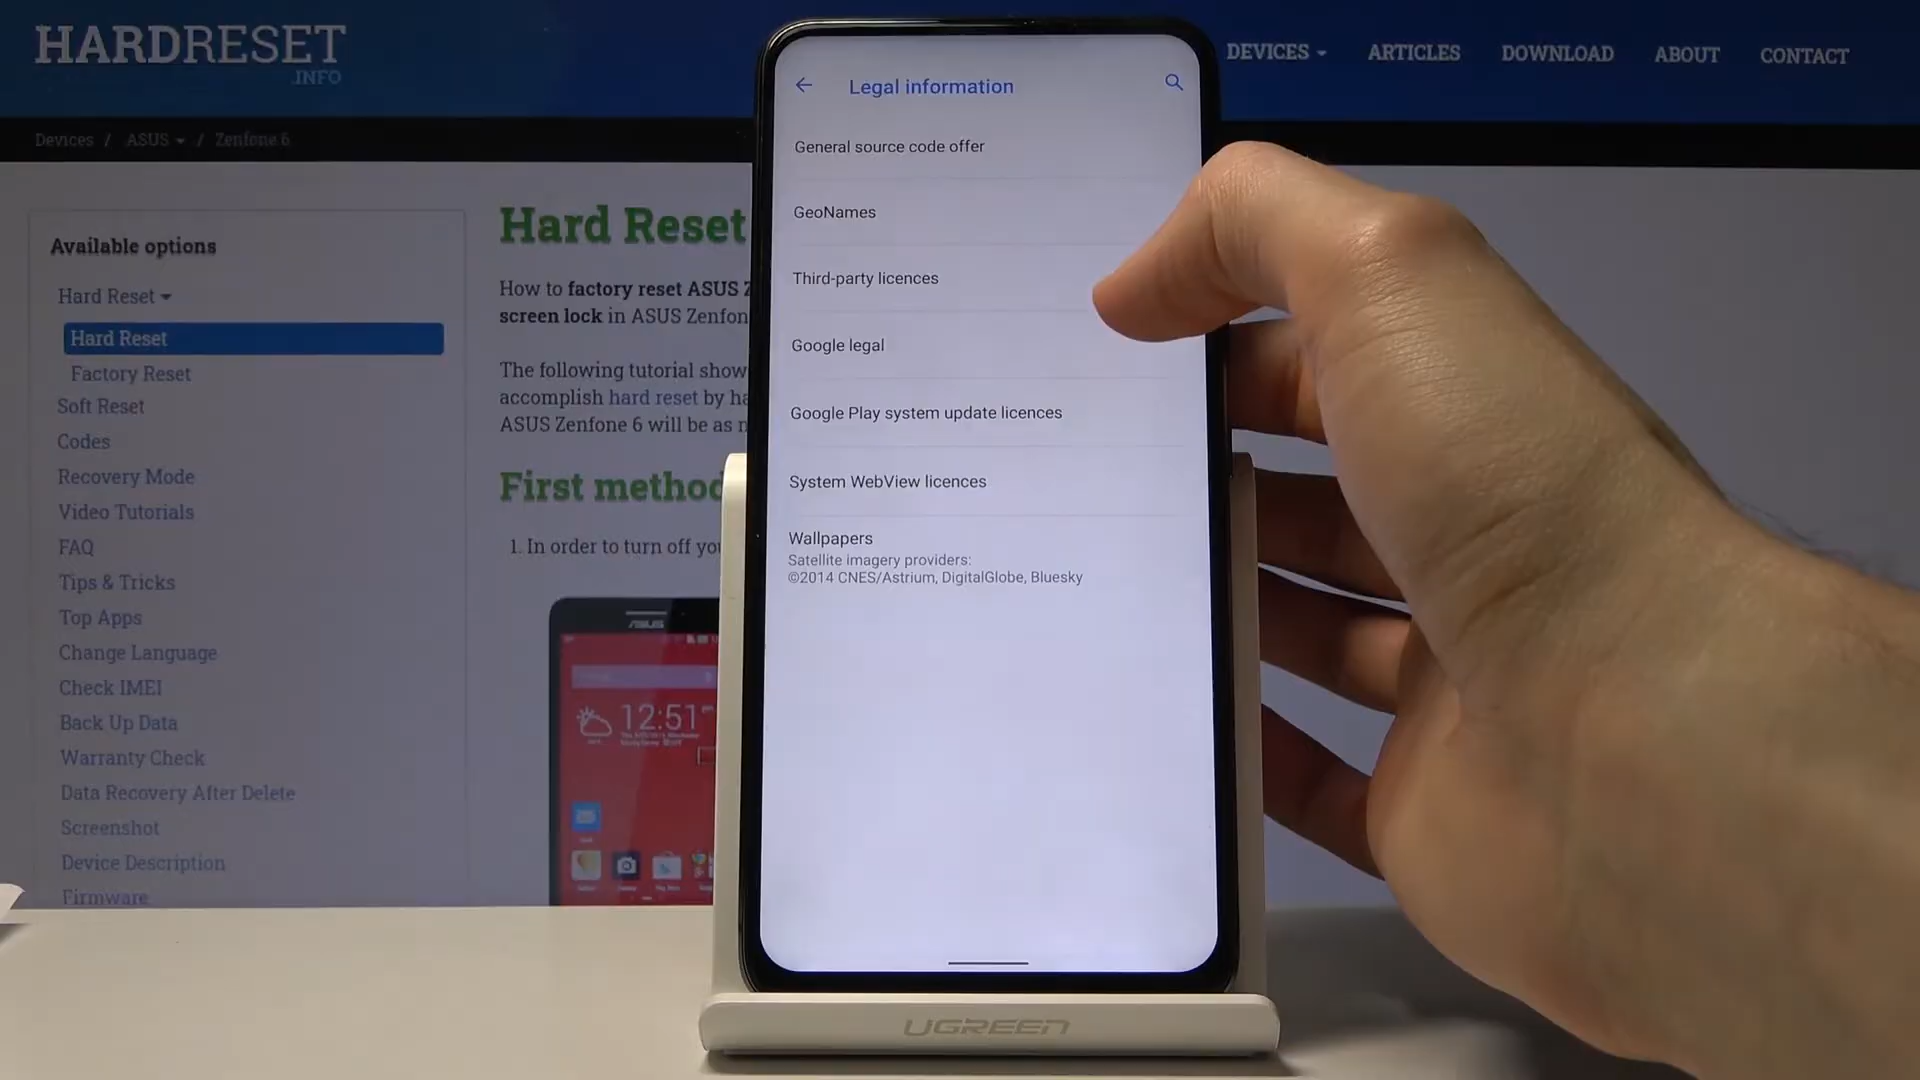 HARDRESET
.INFO
DEVICES
ARTICLES
DOWNLOAD
ABOUT
CONTACT
Devices / ASUS / Zenfone 6
Available options
Hard Reset
Hard Reset
Factory Reset
Soft Reset
Codes
Recovery Mode
Video Tutorials
FAQ
Tips & Tricks
Top Apps
Change Language
Check IMEI
Back Up Data
Warranty Check
Data Recovery After Delete
Screenshot
Device Description
Firmware
Hard Reset
How to factory reset ASUS
screen lock in ASUS
The following tutorial
accomplish hard reset by
ASUS Zenfone 6 will be as
First
1. In order to turn off
ASUS
12:51
Legal information
General source code offer
GeoNames
Third-party licences
Google legal
Google Play system update licences
System WebView licences
Wallpapers
Satellite imagery providers:
©2014 CNES/Astrium, DigitalGlobe, Bluesky
UGREEN